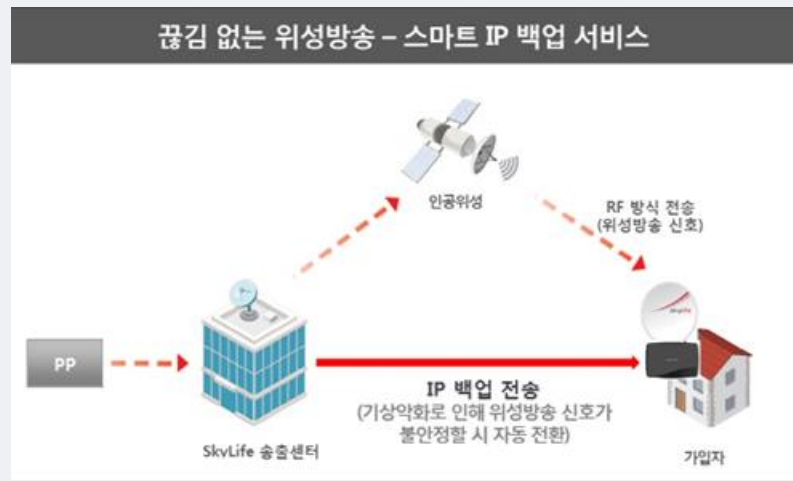 끊김 없는 위성방송 – 스마트 IP 백업 서비스
인공위성
RF 방식 전송
(위성방송 신호)
PP
IP 백업 전송
(기상악화로 인해 위성방송 신호가
불안정할 시 자동 전환)
SkyLife 송출센터
가입자